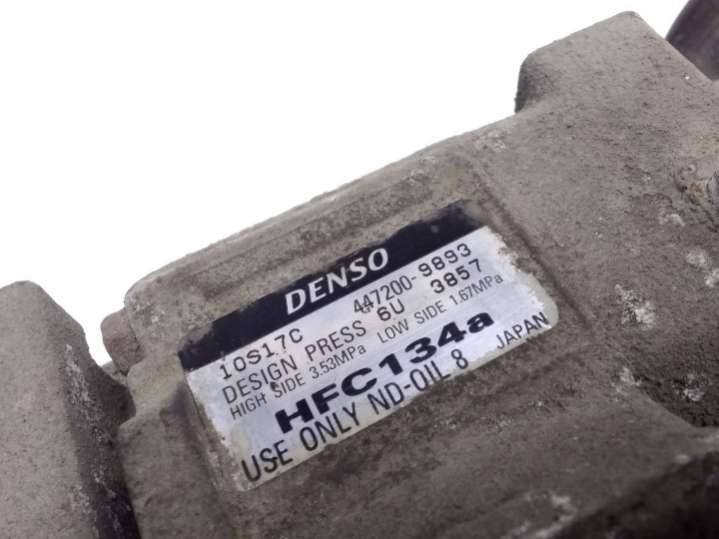 DENSO
10S17C 447200-9893
DESIGN PRESS 6U 3857
HIGH SIDE 3.53MPa LOW SIDE 1.67MPa
HFC134a
USE ONLY ND-OIL 8 JAPAN